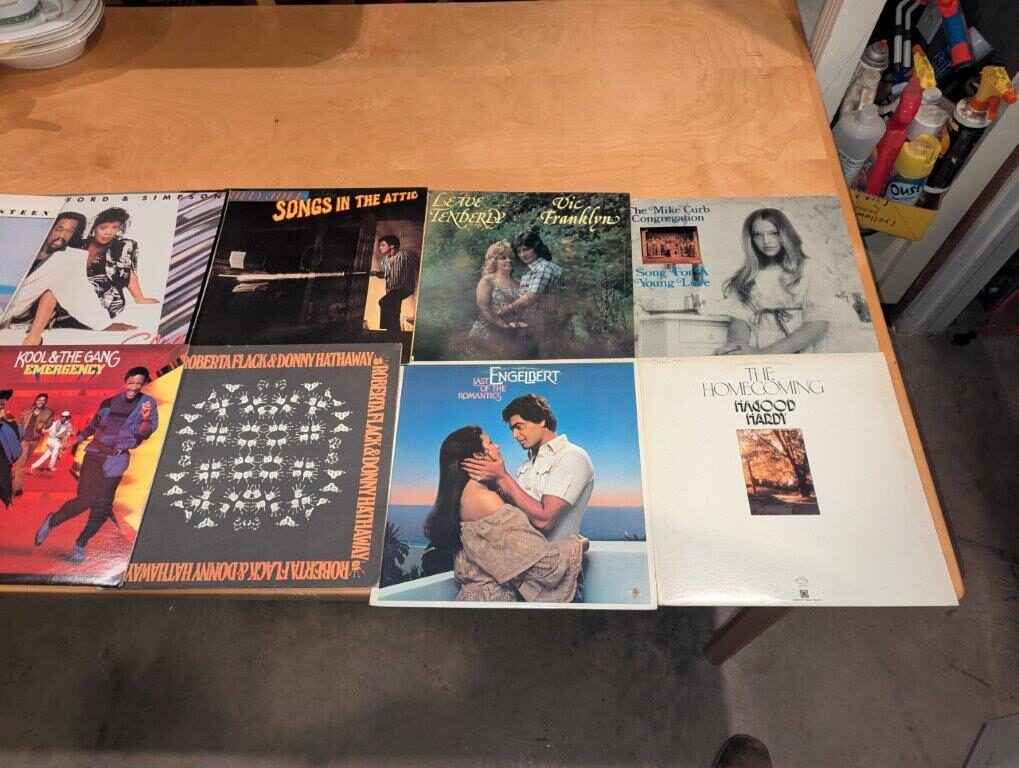 TEEN
FORD & SIMPSON
SONGS IN THE ATTIC
LEAVE
TENDERLY
Vic
Franklyn
The Mike Curb
Congregation
Song For A
Young Love
KOOL & THE GANG
EMERGENCY
ROBERTA FLACK & DONNY HATHAWAY
ROBERTA FLACK & DONNY HATHAWAY
ROBERTA FLACK & DONNY HATHAWAY
ENGELBERT
LAST
OF THE
ROMANTICS
THE
HOMECOMING
HAGOOD
HARDY